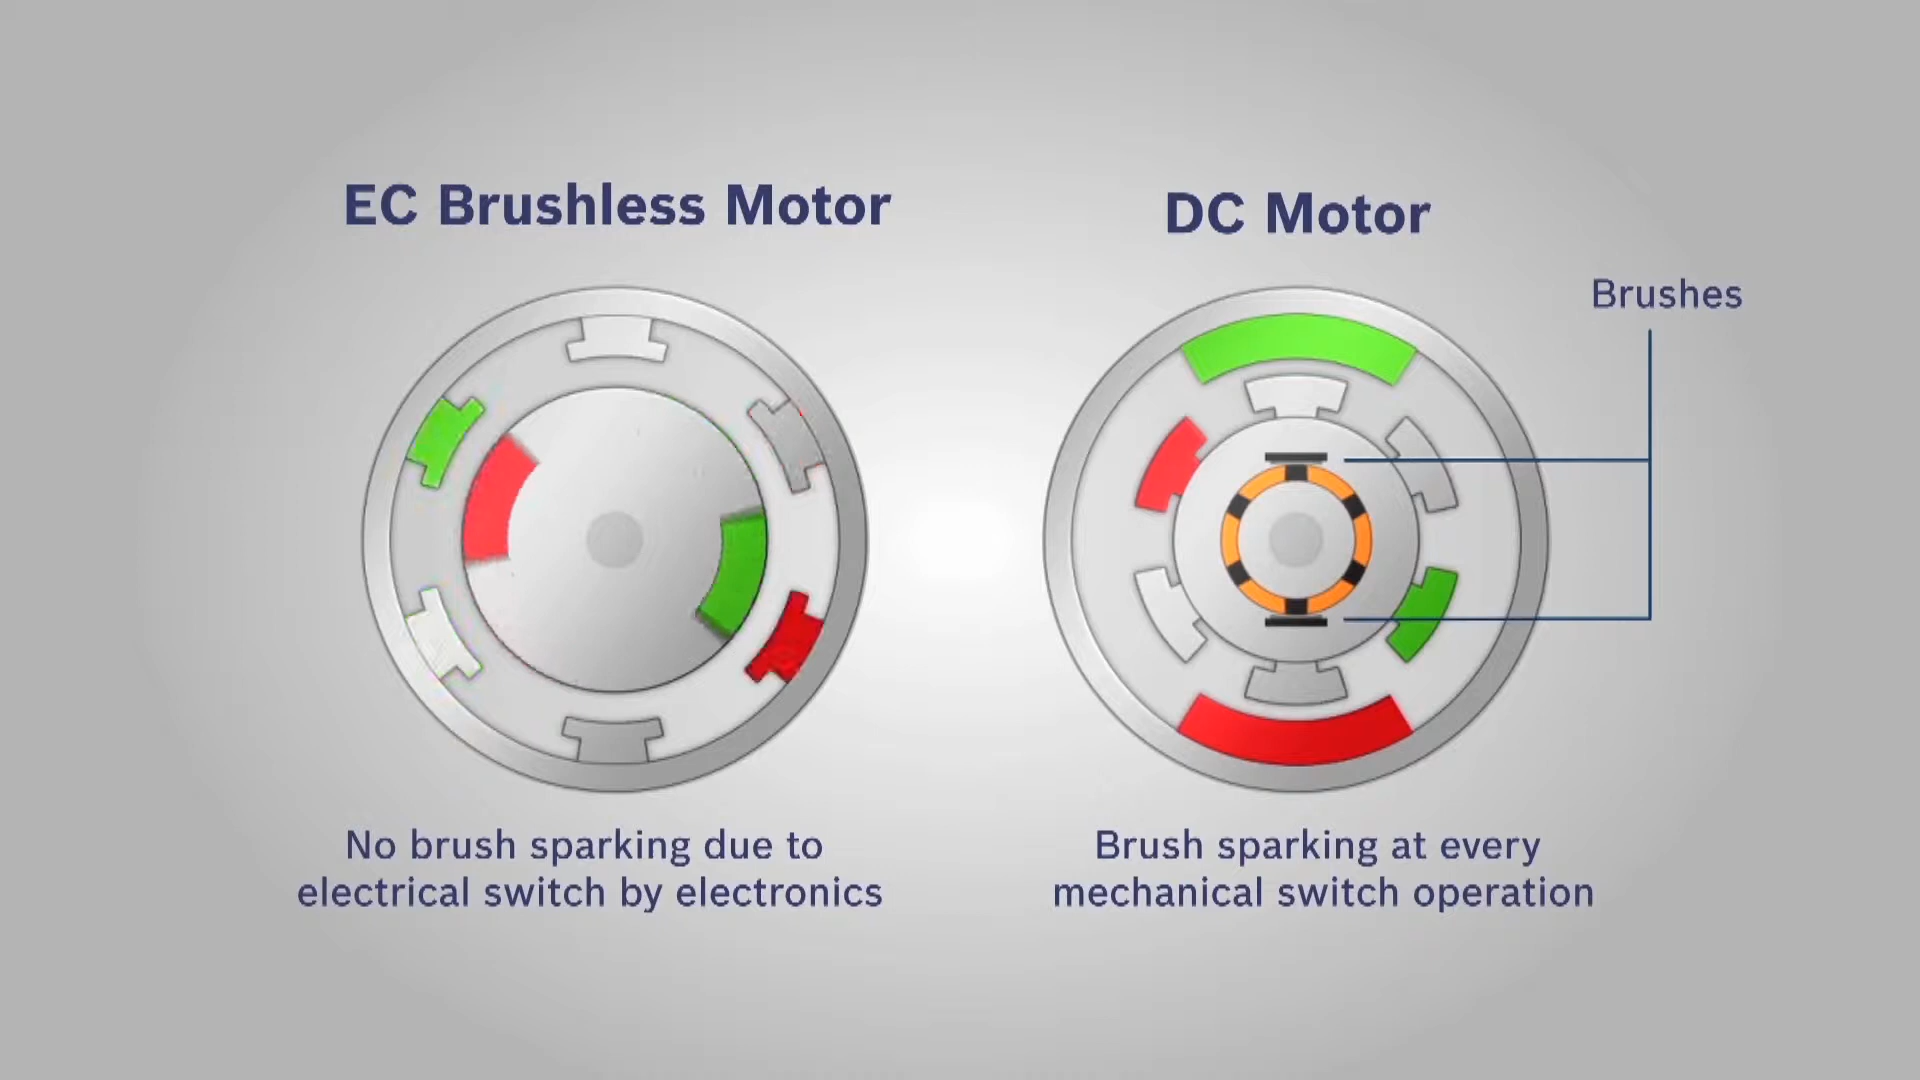 EC Brushless Motor
DC Motor
Brushes
No brush sparking due to
electrical switch by electronics
Brush sparking at every
mechanical switch operation